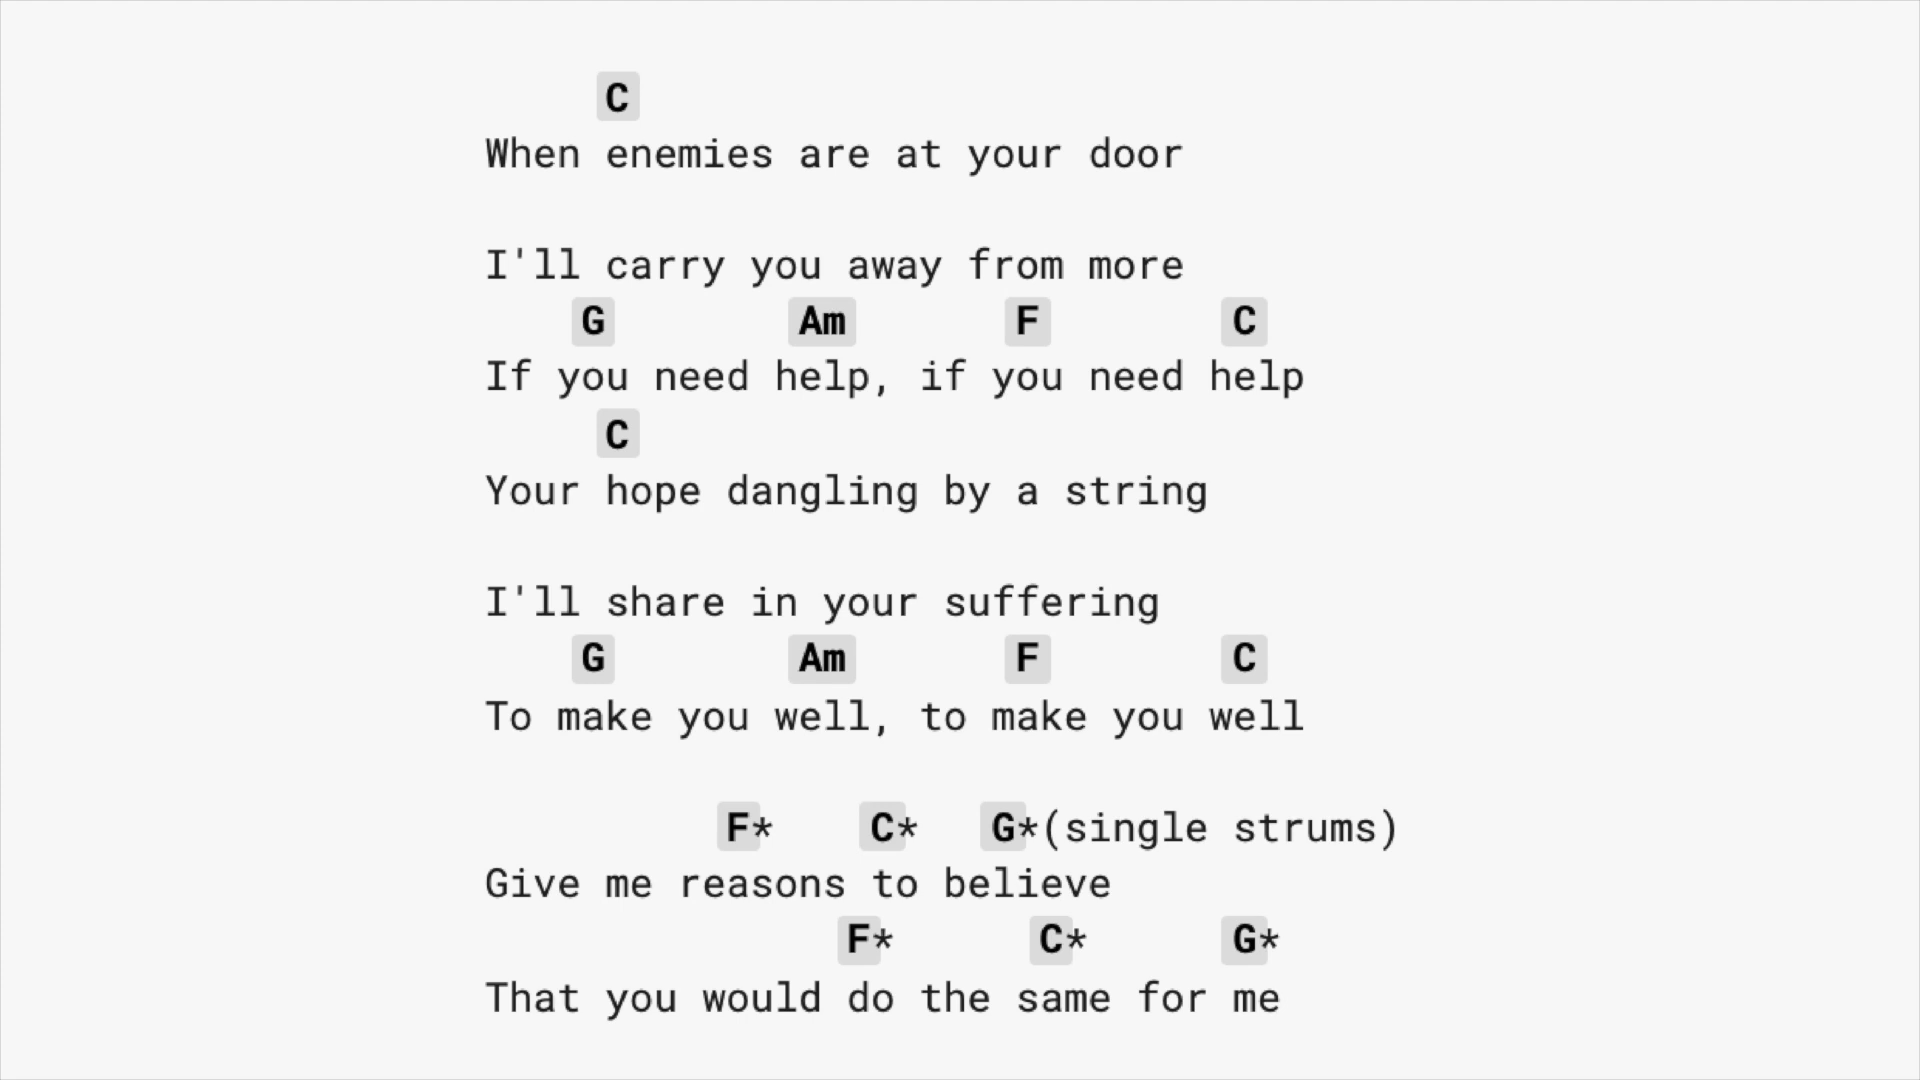 C
When enemies are at your door
I'll carry you away from more
G Am F C
If you need help, if you need help
C
Your hope dangling by a string
I'll share in your suffering
G Am F C
To make you well, to make you well
F* C* G*(single strums)
Give me reasons to believe
F* C* G*
That you would do the same for me